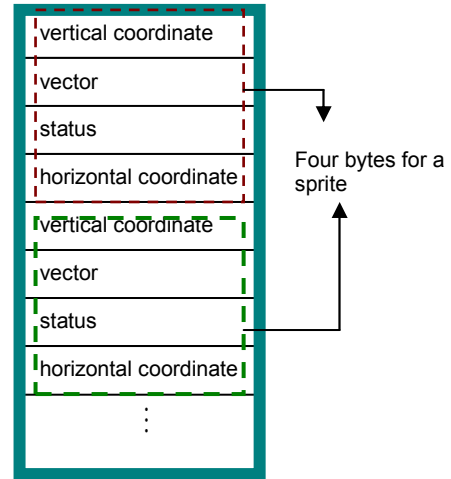 vertical coordinate
vector
status
horizontal coordinate
vertical coordinate
vector
status
horizontal coordinate
Four bytes for a
sprite